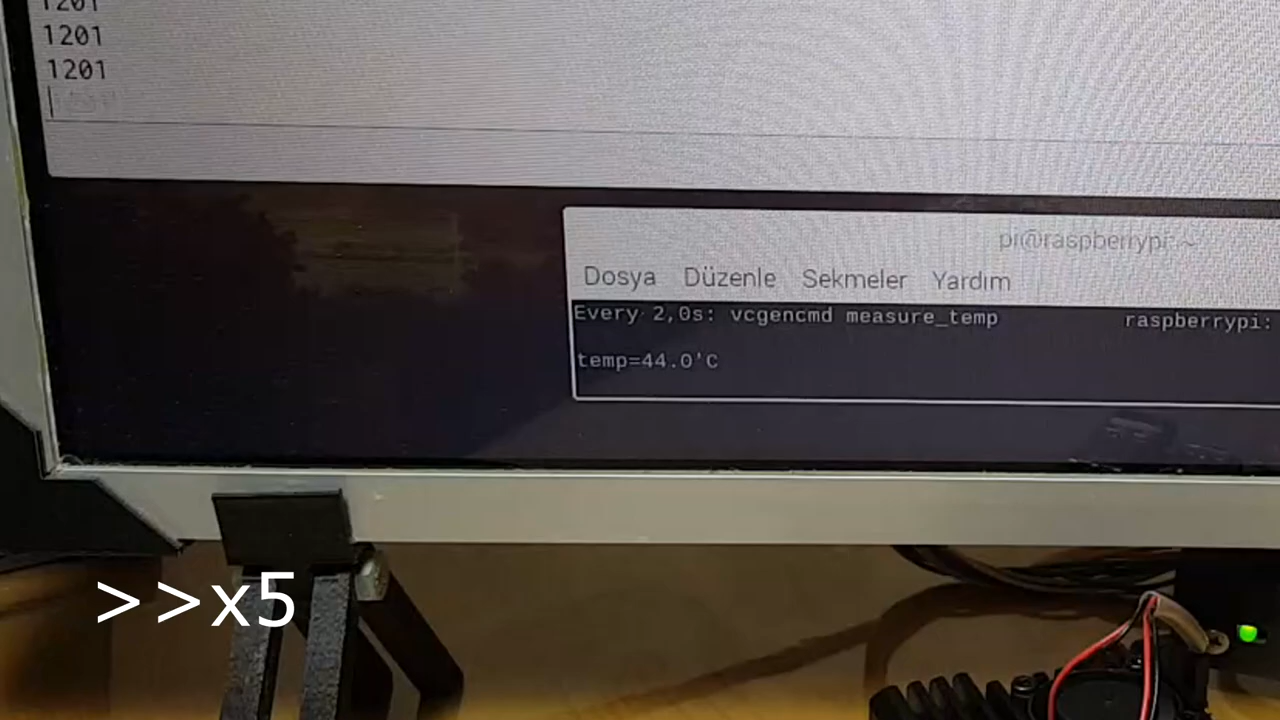 1201
1201
1201
pi@raspberrypi: ~
Dosya Düzenle Sekmeler Yardım
Every 2,0s: vcgencmd measure_temp raspberrypi:
temp=44.0'C
>>x5